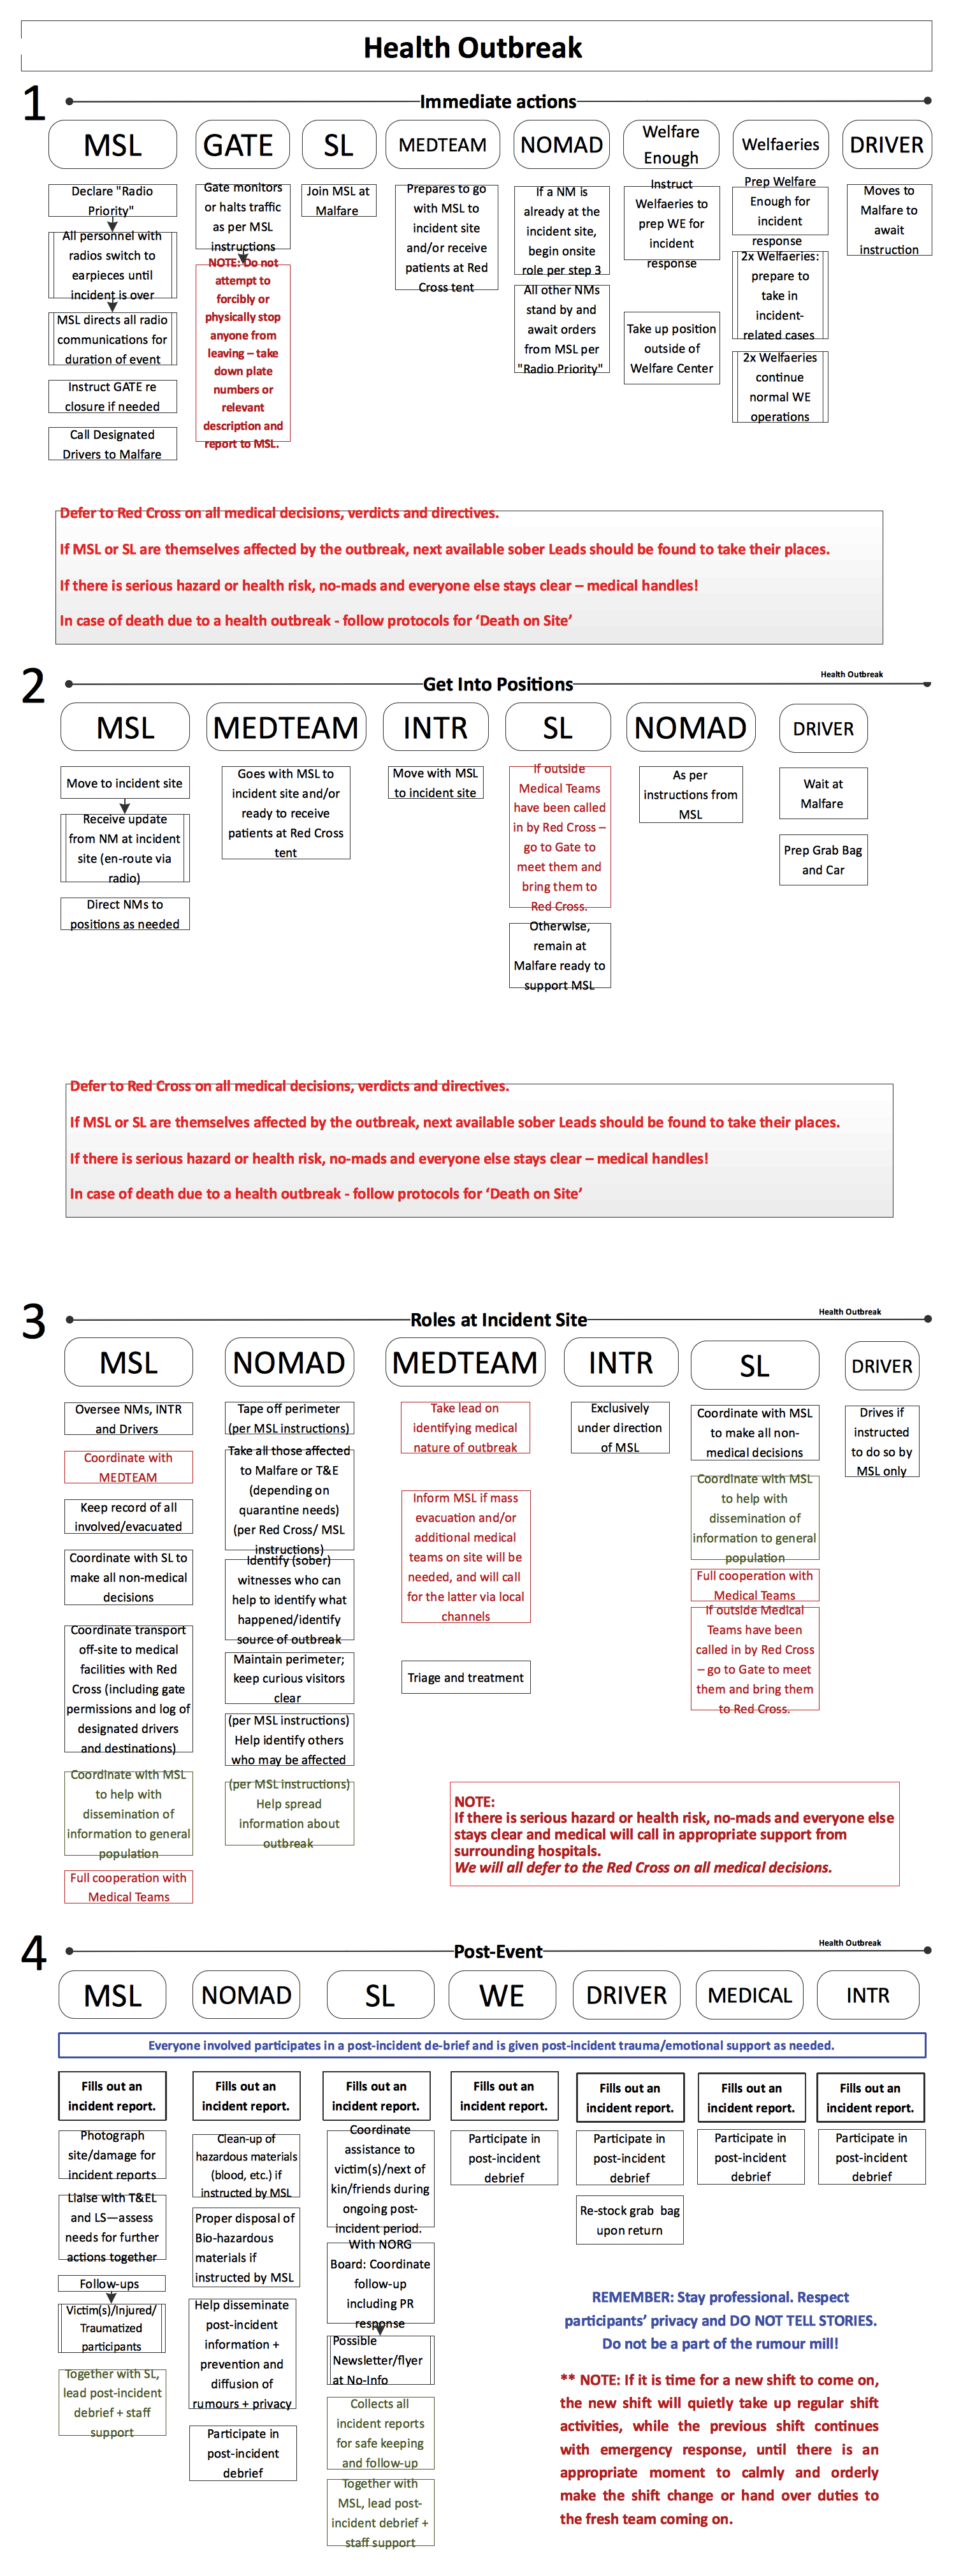 Health Outbreak
1
Immediate actions
MSL
Declare "Radio
Priority"
All personnel with
radios switch to
earpieces until
incident is over
MSL directs all radio
communications for
duration of event
Instruct GATE re
closure if needed
Call Designated
Drivers to Malfare
GATE
Gate monitors
or halts traffic
as per MSL
instructions
NOTE: Do not
attempt to
forcibly or
physically stop
anyone from
leaving – take
down plate
numbers or
relevant
description and
report to MSL.
SL
Join MSL at
Malfare
MEDTEAM
Prepares to go
with MSL to
incident site
and/or receive
patients at Red
Cross tent
NOMAD
If a NM is
already at the
incident site,
begin onsite
role per step 3
All other NMs
stand by and
await orders
from MSL per
"Radio Priority"
Welfare
Enough
Instruct
Welfaeries to
prep WE for
incident
response
Take up position
outside of
Welfare Center
Welfaeries
Prep Welfare
Enough for
incident
response
2x Welfaeries:
prepare to
take in
incident-
related cases
2x Welfaeries
continue
normal WE
operations
DRIVER
Moves to
Malfare to
await
instruction
Defer to Red Cross on all medical decisions, verdicts and directives.
If MSL or SL are themselves affected by the outbreak, next available sober Leads should be found to take their places.
If there is serious hazard or health risk, no-mads and everyone else stays clear – medical handles!
In case of death due to a health outbreak - follow protocols for ‘Death on Site’
2
Get Into Positions
Health Outbreak
MSL
Move to incident site
Receive update
from NM at incident
site (en-route via
radio)
Direct NMs to
positions as needed
MEDTEAM
Goes with MSL to
incident site and/or
ready to receive
patients at Red Cross
tent
INTR
Move with MSL
to incident site
SL
If outside
Medical Teams
have been called
in by Red Cross –
go to Gate to
meet them and
bring them to
Red Cross.
Otherwise,
remain at
Malfare ready to
support MSL
NOMAD
As per
instructions from
MSL
DRIVER
Wait at
Malfare
Prep Grab Bag
and Car
Defer to Red Cross on all medical decisions, verdicts and directives.
If MSL or SL are themselves affected by the outbreak, next available sober Leads should be found to take their places.
If there is serious hazard or health risk, no-mads and everyone else stays clear – medical handles!
In case of death due to a health outbreak - follow protocols for ‘Death on Site’
3
Roles at Incident Site
Health Outbreak
MSL
Oversee NMs, INTR
and Drivers
Coordinate with
MEDTEAM
Keep record of all
involved/evacuated
Coordinate with SL to
make all non-medical
decisions
Coordinate transport
off-site to medical
facilities with Red
Cross (including gate
permissions and log of
designated drivers
and destinations)
Coordinate with MSL
to help with
dissemination of
information to general
population
Full cooperation with
Medical Teams
NOMAD
Tape off perimeter
(per MSL instructions)
Take all those affected
to Malfare or T&E
(depending on
quarantine needs)
(per Red Cross/ MSL
instructions)
Identify (sober)
witnesses who can
help to identify what
happened/identify
source of outbreak
Maintain perimeter;
keep curious visitors
clear
(per MSL instructions)
Help identify others
who may be affected
(per MSL instructions)
Help spread
information about
outbreak
MEDTEAM
Take lead on
identifying medical
nature of outbreak
Inform MSL if mass
evacuation and/or
additional medical
teams on site will be
needed, and will call
for the latter via local
channels
Triage and treatment
INTR
Exclusively
under direction
of MSL
SL
Coordinate with MSL
to make all non-
medical decisions
Coordinate with MSL
to help with
dissemination of
information to general
population
Full cooperation with
Medical Teams
If outside Medical
Teams have been
called in by Red Cross
– go to Gate to meet
them and bring them
to Red Cross.
DRIVER
Drives if
instructed
to do so by
MSL only
NOTE:
If there is serious hazard or health risk, no-mads and everyone else
stays clear and medical will call in appropriate support from
surrounding hospitals.
We will all defer to the Red Cross on all medical decisions.
4
Post-Event
Health Outbreak
MSL
NOMAD
SL
WE
DRIVER
MEDICAL
INTR
Everyone involved participates in a post-incident de-brief and is given post-incident trauma/emotional support as needed.
Fills out an
incident report.
Photograph
site/damage for
incident reports
Liaise with T&EL
and LS—assess
needs for further
actions together
Follow-ups
Victim(s)/Injured/
Traumatized
participants
Together with SL,
lead post-incident
debrief + staff
support
Fills out an
incident report.
Clean-up of
hazardous materials
(blood, etc.) if
instructed by MSL
Proper disposal of
Bio-hazardous
materials if
instructed by MSL
Help disseminate
post-incident
information +
prevention and
diffusion of
rumours + privacy
Participate in
post-incident
debrief
Fills out an
incident report.
Coordinate
assistance to
victim(s)/next of
kin/friends during
ongoing post-
incident period.
With NORG
Board: Coordinate
follow-up
including PR
response
Possible
Newsletter/flyer
at No-Info
Collects all
incident reports
for safe keeping
and follow-up
Together with
MSL, lead post-
incident debrief +
staff support
Fills out an
incident report.
Participate in
post-incident
debrief
Fills out an
incident report.
Participate in
post-incident
debrief
Re-stock grab bag
upon return
Fills out an
incident report.
Participate in
post-incident
debrief
Fills out an
incident report.
Participate in
post-incident
debrief
REMEMBER: Stay professional. Respect
participants’ privacy and DO NOT TELL STORIES.
Do not be a part of the rumour mill!
** NOTE: If it is time for a new shift to come on,
the new shift will quietly take up regular shift
activities, while the previous shift continues
with emergency response, until there is an
appropriate moment to calmly and orderly
make the shift change or hand over duties to
the fresh team coming on.